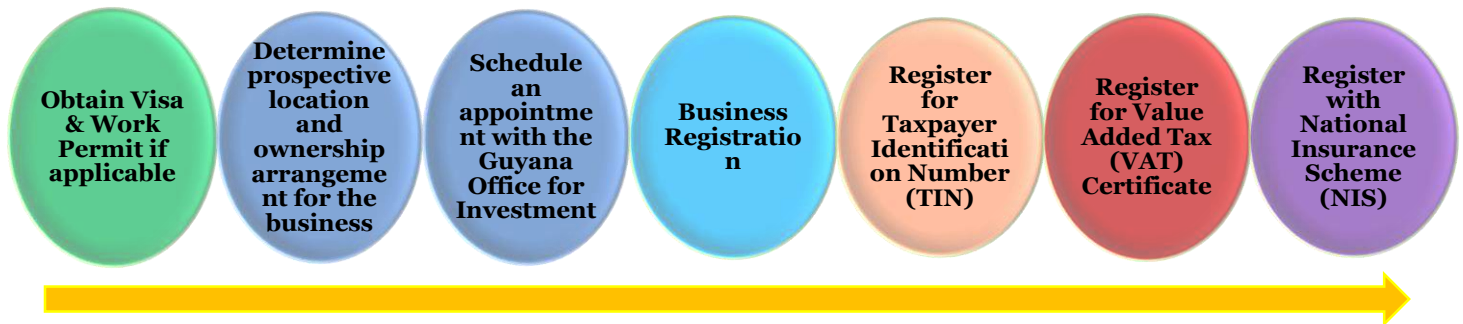 Obtain Visa
& Work
Permit if
applicable
Determine
prospective
location
and
ownership
arrangeme
nt for the
business
Schedule
an
appointme
nt with the
Guyana
Office for
Investment
Business
Registratio
n
Register
for
Taxpayer
Identificati
on Number
(TIN)
Register
for Value
Added Tax
(VAT)
Certificate
Register
with
National
Insurance
Scheme
(NIS)